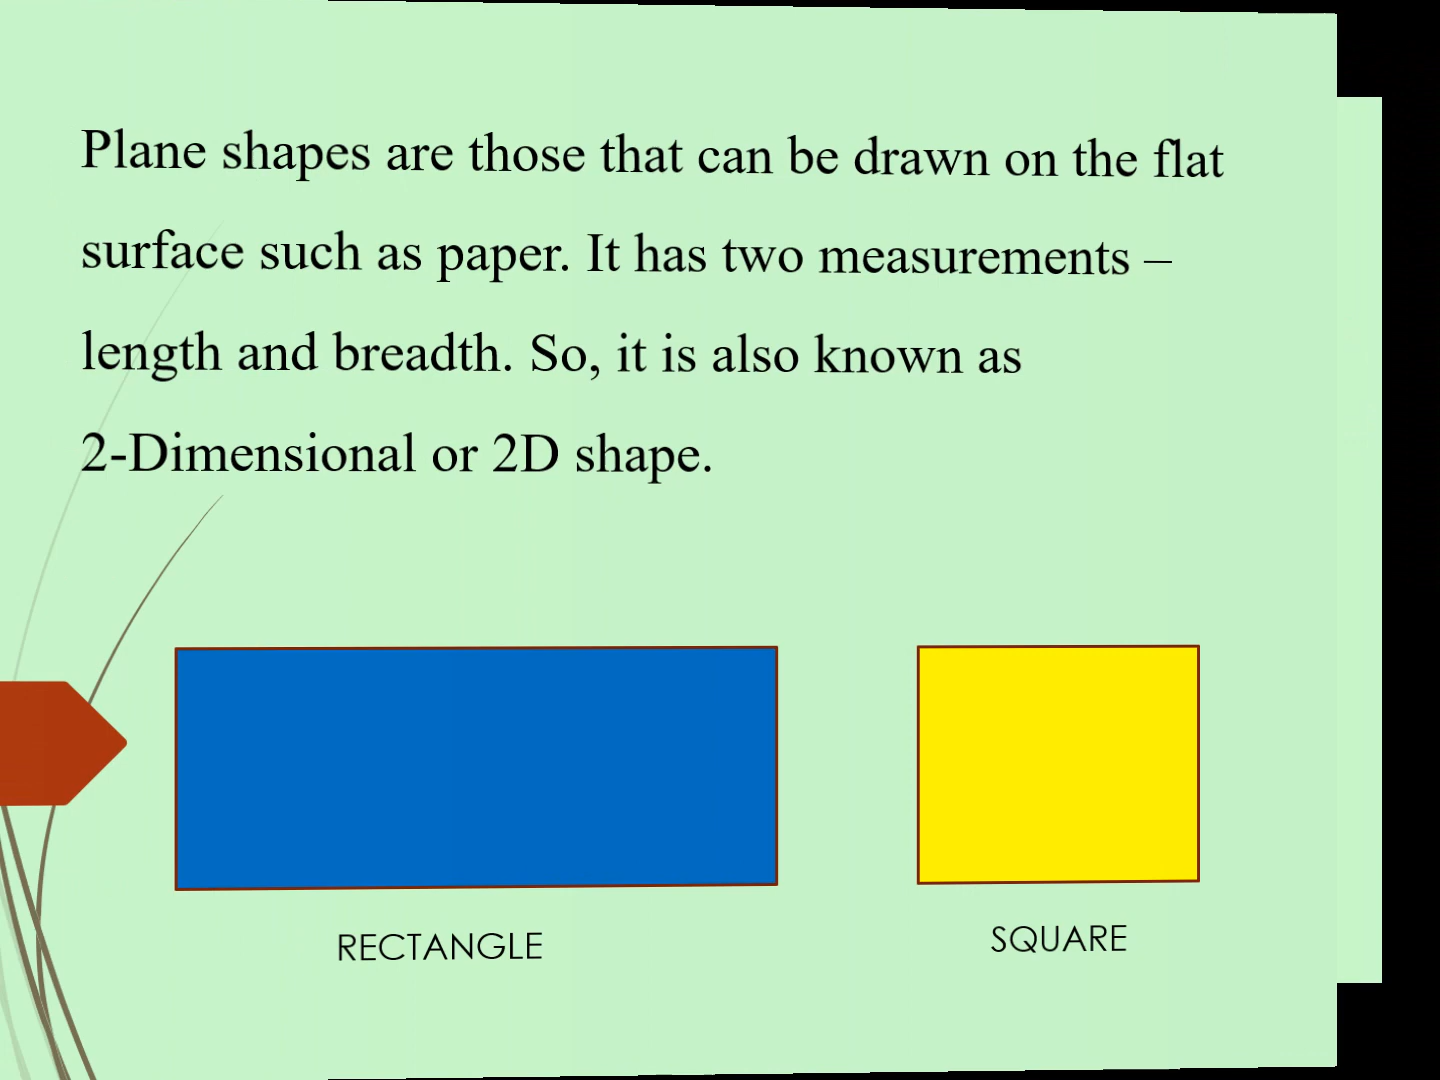 Plane shapes are those that can be drawn on the flat
surface such as paper. It has two measurements –
length and breadth. So, it is also known as
2-Dimensional or 2D shape.
RECTANGLE
SQUARE